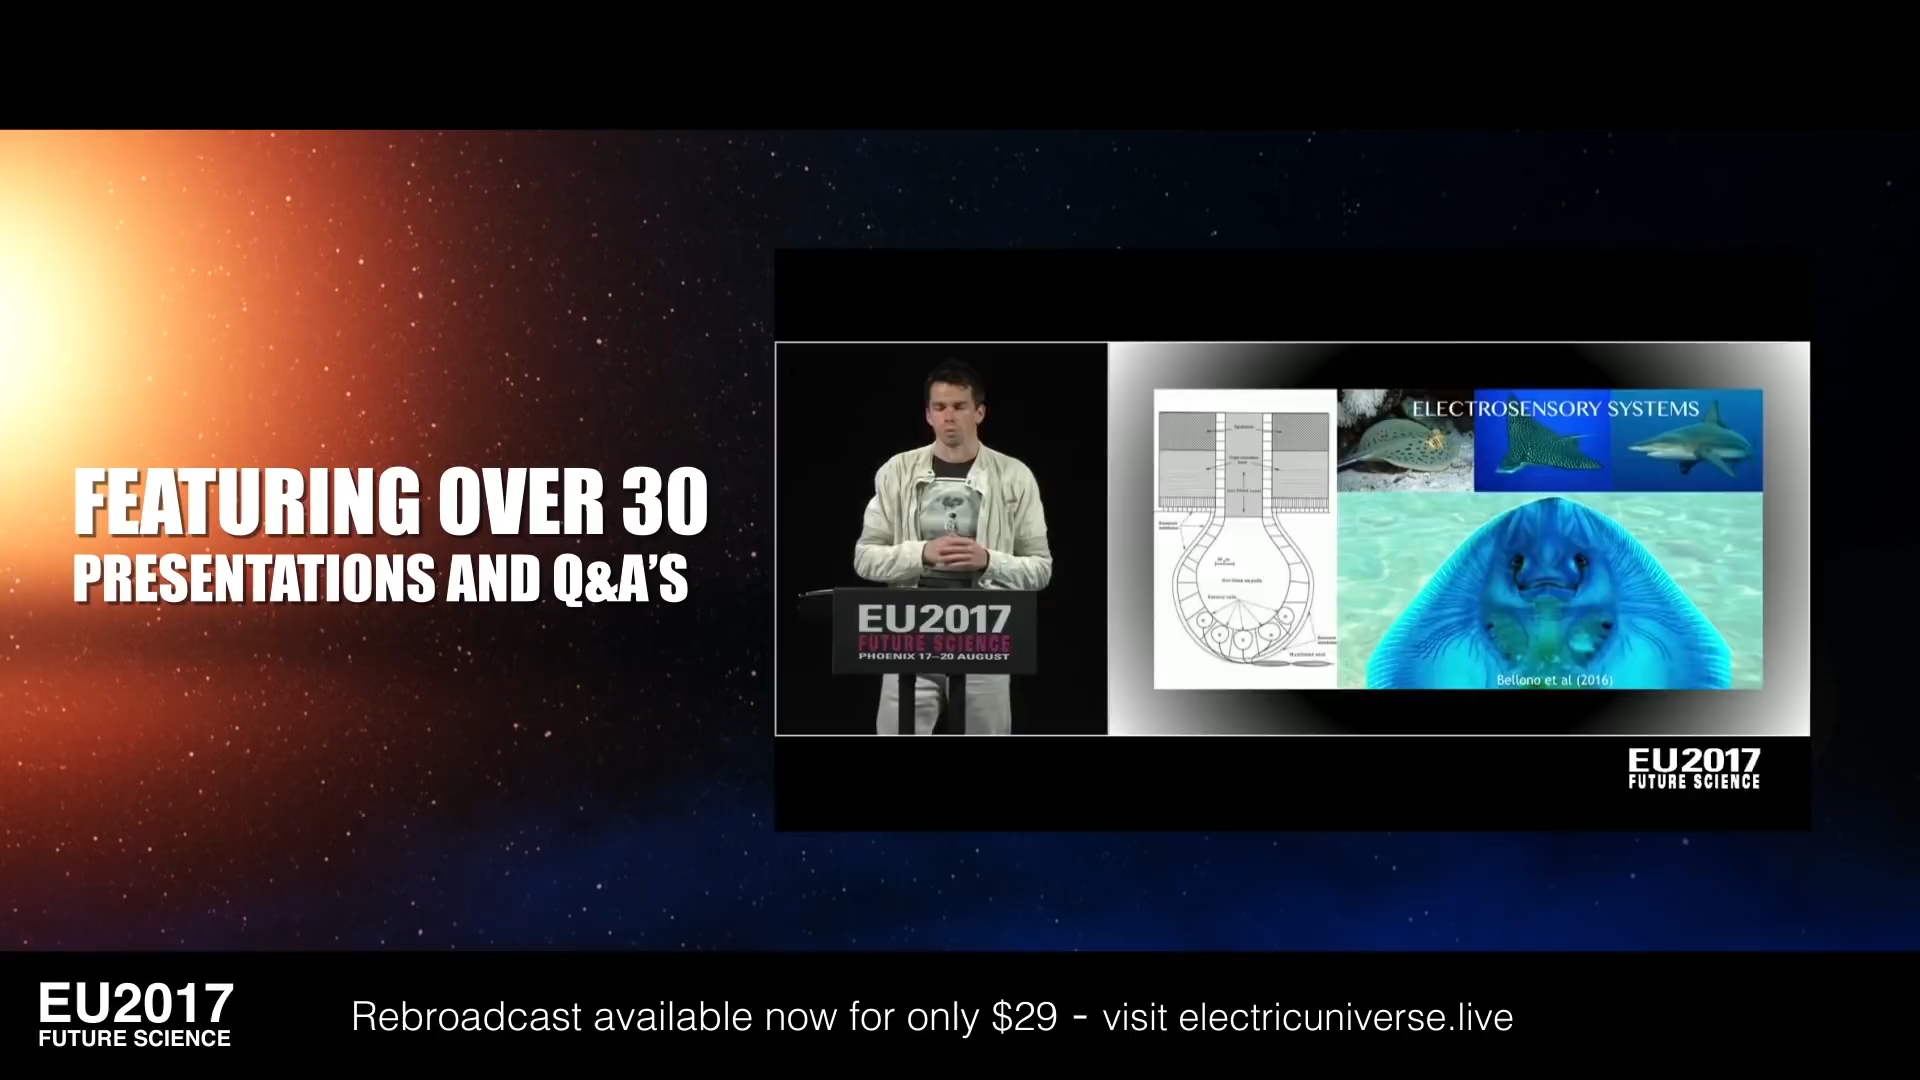 FEATURING OVER 30
PRESENTATIONS AND Q&A'S
EU2017
FUTURE SCIENCE
PHOENIX 17–20 AUGUST
ELECTROSENSORY SYSTEMS
Bellono et al (2016)
EU2017
FUTURE SCIENCE
EU2017
FUTURE SCIENCE
Rebroadcast available now for only $29 - visit electricuniverse.live